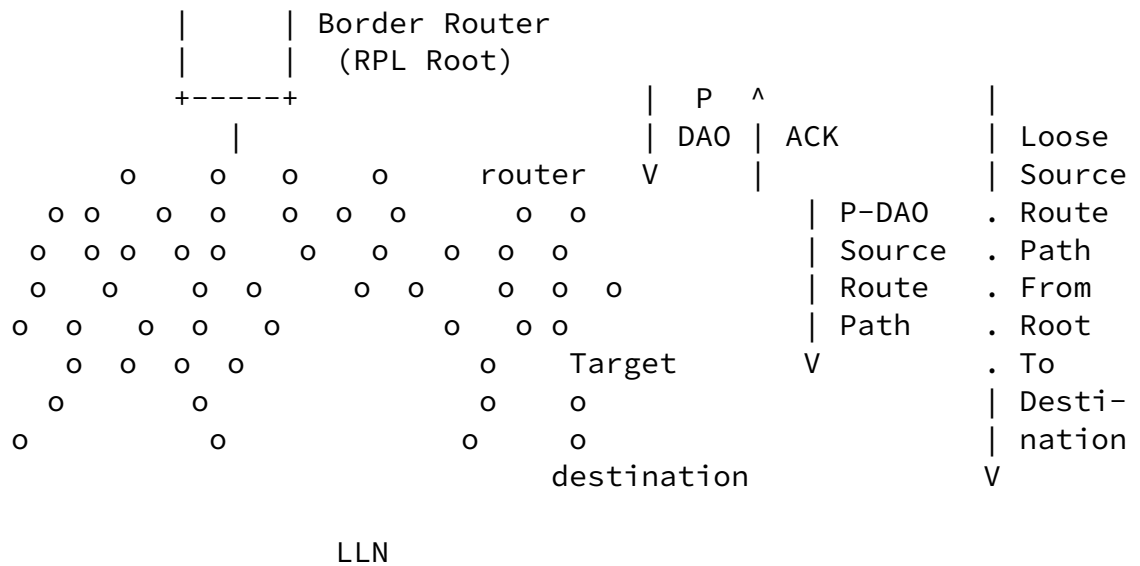 |     | Border Router
            |     |  (RPL Root)
            +-----+                    |  P  ^            |
               |                       | DAO | ACK        | Loose
         o    o   o    o     router   V     |            | Source
     o o   o  o   o  o  o      o  o            | P-DAO   . Route
    o  o o  o o    o   o   o  o  o             | Source  . Path
    o   o    o  o     o  o    o  o  o          | Route   . From
   o  o   o  o   o         o   o o             | Path    . Root
      o  o  o  o             o    Target       V         . To
     o       o               o    o                      | Desti-
   o          o             o     o                      | nation
                                 destination             V

                     LLN